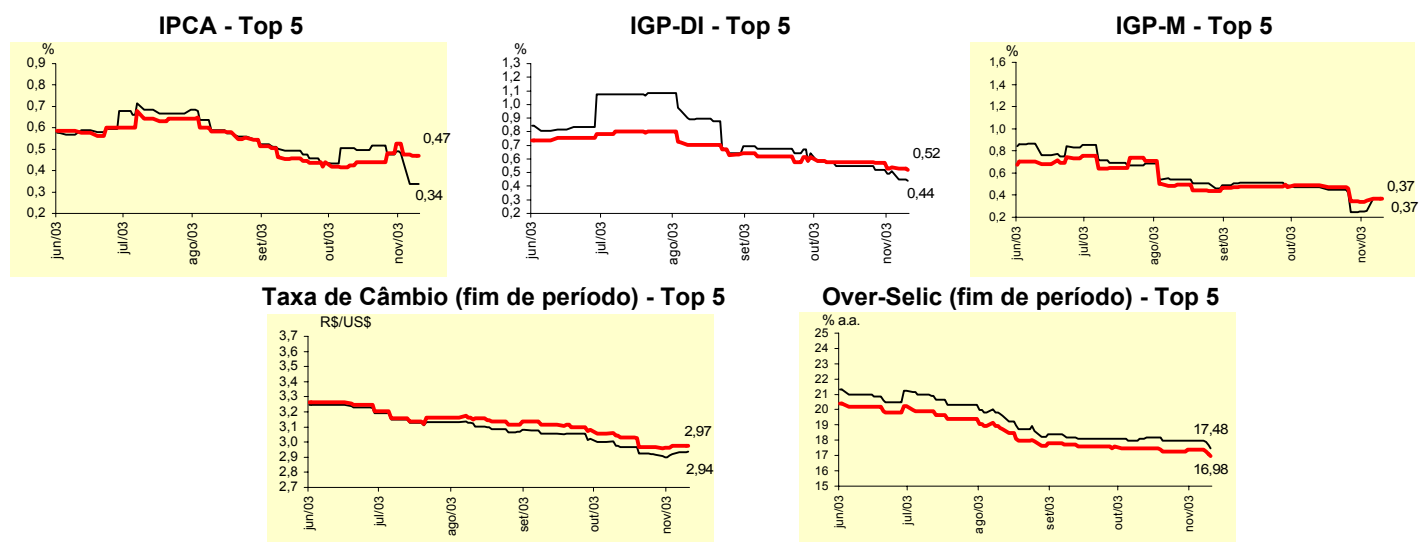 IPCA - Top 5
%
0,9
0,8
0,7
0,6
0,5
0,4
0,3
0,2
jun/03
jul/03
ago/03
set/03
out/03
nov/03
0,47
0,34
IGP-DI - Top 5
%
1,3
1,2
1,1
1,0
0,9
0,8
0,7
0,6
0,5
0,4
0,3
0,2
jun/03
jul/03
ago/03
set/03
out/03
nov/03
0,52
0,44
IGP-M - Top 5
%
1,6
1,4
1,2
1,0
0,8
0,6
0,4
0,2
jun/03
jul/03
ago/03
set/03
out/03
nov/03
0,37
0,37
Taxa de Câmbio (fim de período) - Top 5
R$/US$
3,7
3,6
3,5
3,4
3,3
3,2
3,1
3,0
2,9
2,8
2,7
jun/03
jul/03
ago/03
set/03
out/03
nov/03
2,97
2,94
Over-Selic (fim de período) - Top 5
% a.a.
25
24
23
22
21
20
19
18
17
16
15
jun/03
jul/03
ago/03
set/03
out/03
nov/03
17,48
16,98